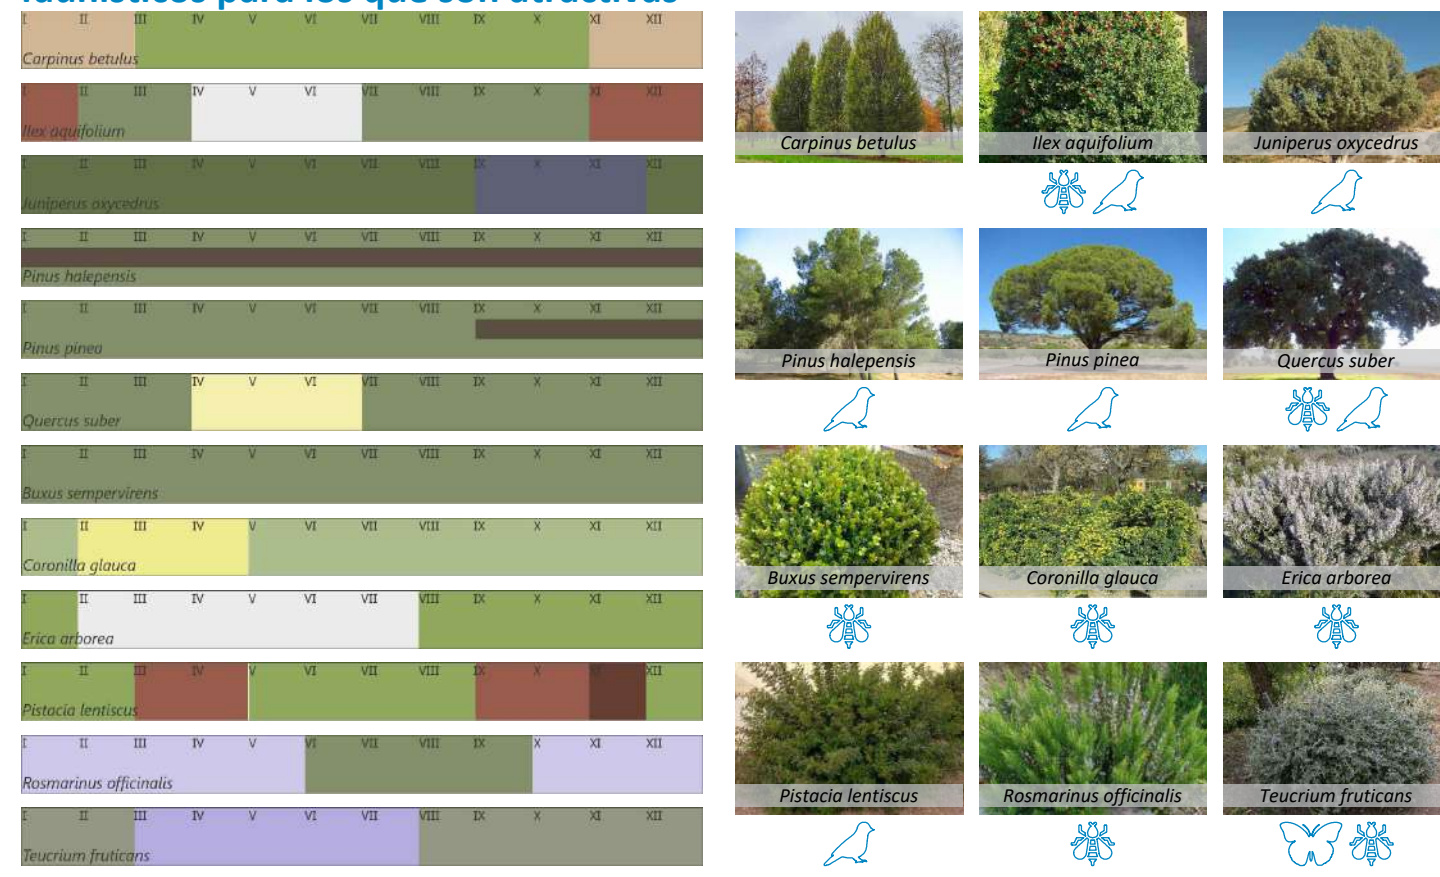 faunísticos para los que son atractivas
I II III IV V VI VII VIII IX X XI XII
Carpinus betulus
I II III IV V VI VII VIII IX X XI XII
Ilex aquifolium
I II III IV V VI VII VIII IX X XI XII
Juniperus oxycedrus
I II III IV V VI VII VIII IX X XI XII
Pinus halepensis
I II III IV V VI VII VIII IX X XI XII
Pinus pinea
I II III IV V VI VII VIII IX X XI XII
Quercus suber
I II III IV V VI VII VIII IX X XI XII
Buxus sempervirens
I II III IV V VI VII VIII IX X XI XII
Coronilla glauca
I II III IV V VI VII VIII IX X XI XII
Erica arborea
I II III IV V VI VII VIII IX X XI XII
Pistacia lentiscus
I II III IV V VI VII VIII IX X XI XII
Rosmarinus officinalis
I II III IV V VI VII VIII IX X XI XII
Teucrium fruticans
Carpinus betulus
Ilex aquifolium
Juniperus oxycedrus
Pinus halepensis
Pinus pinea
Quercus suber
Buxus sempervirens
Coronilla glauca
Erica arborea
Pistacia lentiscus
Rosmarinus officinalis
Teucrium fruticans